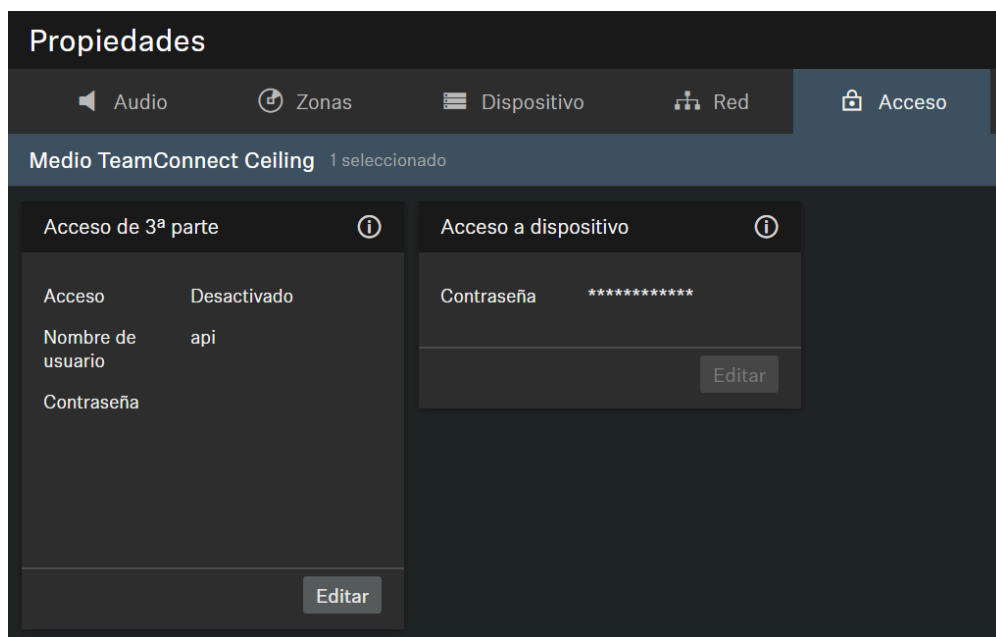 Propiedades
Audio Zonas Dispositivo Red Acceso
Medio TeamConnect Ceiling 1 seleccionado
Acceso de 3ª parte
Acceso Desactivado
Nombre de usuario api
Contraseña
Editar
Acceso a dispositivo
Contraseña ************
Editar